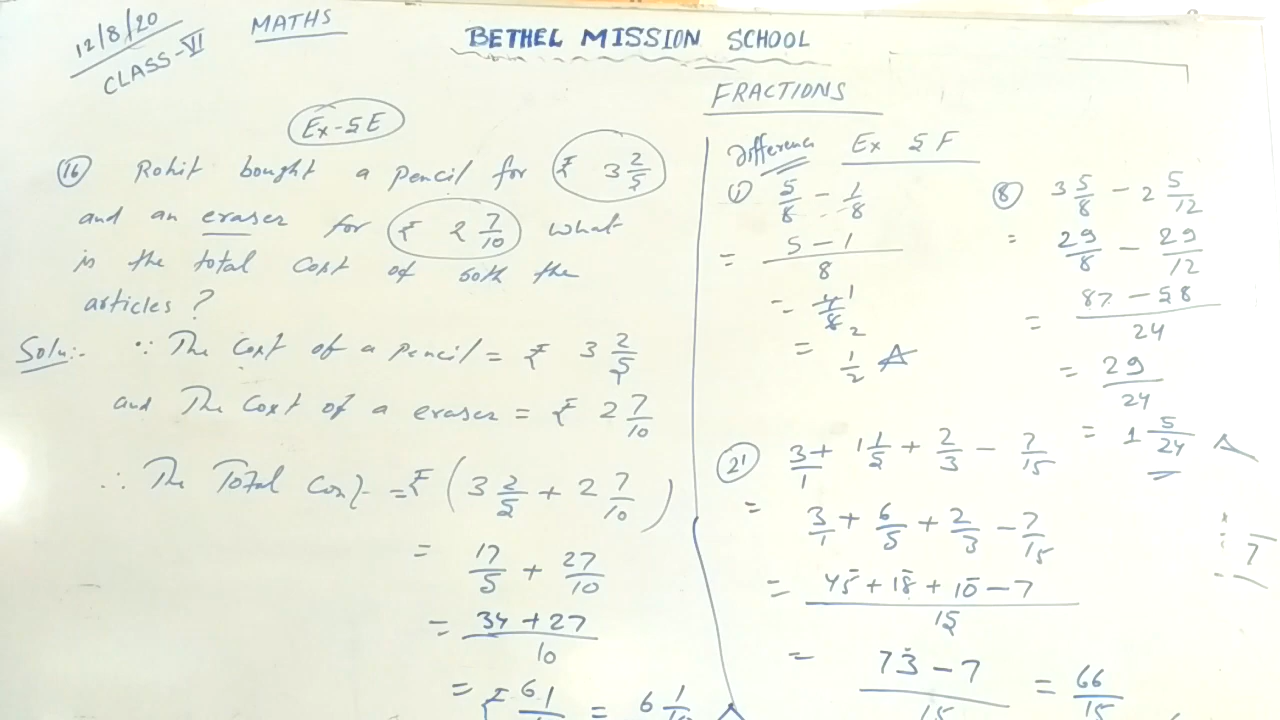 12/8/20
CLASS-VI
MATHS
BETHEL MISSION SCHOOL
FRACTIONS
Ex-5E
(16) Rohit bought a pencil for ₹ 3 2/5
and an eraser for ₹ 2 7/10 what
is the total cost of both the
articles ?
Solu:- ∵ The cost of a pencil = ₹ 3 2/5
and The cost of a eraser = ₹ 2 7/10
∴ The Total Cost = ₹ (3 2/5 + 2 7/10)
= 17/5 + 27/10
= 34 + 27 / 10
= ₹ 61/10 = 6 1/10
Difference Ex 5F
(1) 5/8 - 1/8
= 5 - 1 / 8
= 4/8 1 2
= 1/2 A
(8) 3 5/8 - 2 5/12
= 29/8 - 29/12
= 87 - 58 / 24
= 29/24
= 1 5/24 A
(21) 3/1 + 1 1/5 + 2/3 - 7/15
= 3/1 + 6/5 + 2/3 - 7/15
= 45 + 18 + 10 - 7 / 15
= 73 - 7 / 15 = 66/15
7